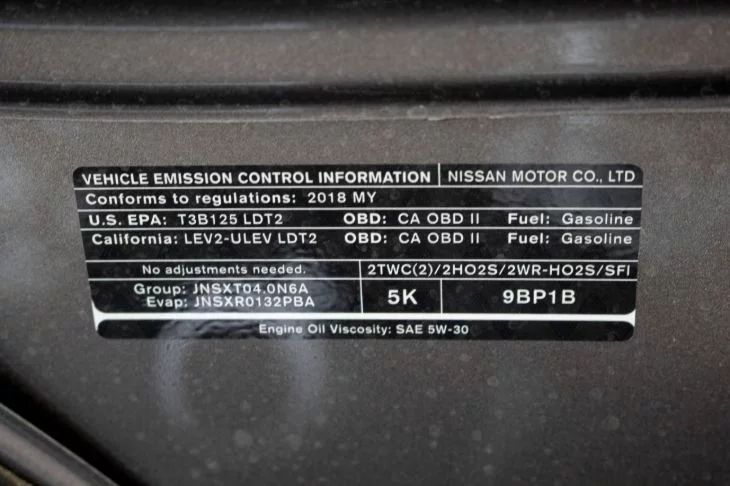 VEHICLE EMISSION CONTROL INFORMATION NISSAN MOTOR CO., LTD
Conforms to regulations: 2018 MY
U.S. EPA: T3B125 LDT2 OBD: CA OBD II Fuel: Gasoline
California: LEV2-ULEV LDT2 OBD: CA OBD II Fuel: Gasoline
No adjustments needed. 2TWC(2)/2HO2S/2WR-HO2S/SFI
Group: JNSXT04.0N6A
Evap: JNSXR0132PBA
5K 9BP1B
Engine Oil Viscosity: SAE 5W-30